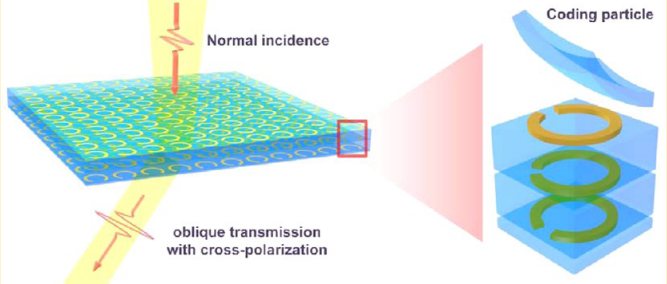 Normal incidence
Coding particle
oblique transmission
with cross-polarization